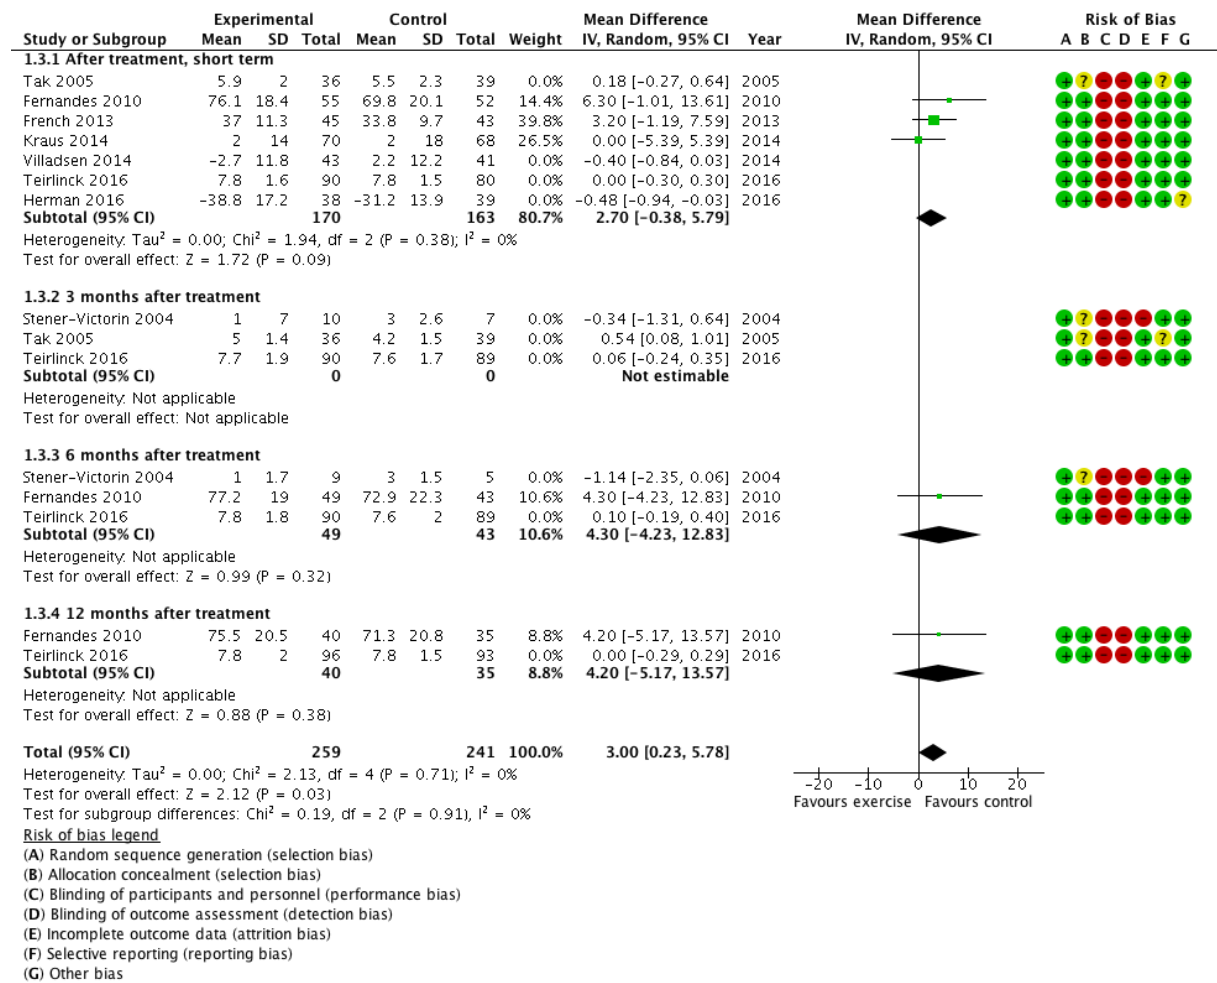 Experimental Control Mean Difference Mean Difference Risk of Bias
Study or Subgroup Mean SD Total Mean SD Total Weight IV, Random, 95% CI Year IV, Random, 95% CI A B C D E F G
1.3.1 After treatment, short term
Tak 2005 5.9 2 36 5.5 2.3 39 0.0% 0.18 [−0.27, 0.64] 2005 + ? − − + ? +
Fernandes 2010 76.1 18.4 55 69.8 20.1 52 14.4% 6.30 [−1.01, 13.61] 2010 + + − − + + +
French 2013 37 11.3 45 33.8 9.7 43 39.8% 3.20 [−1.19, 7.59] 2013 + + − − + + +
Kraus 2014 2 14 70 2 18 68 26.5% 0.00 [−5.39, 5.39] 2014 + + − − + + +
Villadsen 2014 −2.7 11.8 43 2.2 12.2 41 0.0% −0.40 [−0.84, 0.03] 2014 + + − − + + +
Teirlinck 2016 7.8 1.6 90 7.8 1.5 80 0.0% 0.00 [−0.30, 0.30] 2016 + + − − + + +
Herman 2016 −38.8 17.2 38 −31.2 13.9 39 0.0% −0.48 [−0.94, −0.03] 2016 + + − − + + ?
Subtotal (95% CI) 170 163 80.7% 2.70 [−0.38, 5.79]
Heterogeneity: Tau² = 0.00; Chi² = 1.94, df = 2 (P = 0.38); I² = 0%
Test for overall effect: Z = 1.72 (P = 0.09)
1.3.2 3 months after treatment
Stener−Victorin 2004 1 7 10 3 2.6 7 0.0% −0.34 [−1.31, 0.64] 2004 + ? − − − + +
Tak 2005 5 1.4 36 4.2 1.5 39 0.0% 0.54 [0.08, 1.01] 2005 + ? − − + ? +
Teirlinck 2016 7.7 1.9 90 7.6 1.7 89 0.0% 0.06 [−0.24, 0.35] 2016 + + − − + + +
Subtotal (95% CI) 0 0 Not estimable
Heterogeneity: Not applicable
Test for overall effect: Not applicable
1.3.3 6 months after treatment
Stener−Victorin 2004 1 1.7 9 3 1.5 5 0.0% −1.14 [−2.35, 0.06] 2004 + ? − − − + +
Fernandes 2010 77.2 19 49 72.9 22.3 43 10.6% 4.30 [−4.23, 12.83] 2010 + + − − + + +
Teirlinck 2016 7.8 1.8 90 7.6 2 89 0.0% 0.10 [−0.19, 0.40] 2016 + + − − + + +
Subtotal (95% CI) 49 43 10.6% 4.30 [−4.23, 12.83]
Heterogeneity: Not applicable
Test for overall effect: Z = 0.99 (P = 0.32)
1.3.4 12 months after treatment
Fernandes 2010 75.5 20.5 40 71.3 20.8 35 8.8% 4.20 [−5.17, 13.57] 2010 + + − − + + +
Teirlinck 2016 7.8 2 96 7.8 1.5 93 0.0% 0.00 [−0.29, 0.29] 2016 + + − − + + +
Subtotal (95% CI) 40 35 8.8% 4.20 [−5.17, 13.57]
Heterogeneity: Not applicable
Test for overall effect: Z = 0.88 (P = 0.38)
Total (95% CI) 259 241 100.0% 3.00 [0.23, 5.78]
Heterogeneity: Tau² = 0.00; Chi² = 2.13, df = 4 (P = 0.71); I² = 0%
Test for overall effect: Z = 2.12 (P = 0.03)
Test for subgroup differences: Chi² = 0.19, df = 2 (P = 0.91), I² = 0%
−20 −10 0 10 20
Favours exercise Favours control
Risk of bias legend
(A) Random sequence generation (selection bias)
(B) Allocation concealment (selection bias)
(C) Blinding of participants and personnel (performance bias)
(D) Blinding of outcome assessment (detection bias)
(E) Incomplete outcome data (attrition bias)
(F) Selective reporting (reporting bias)
(G) Other bias